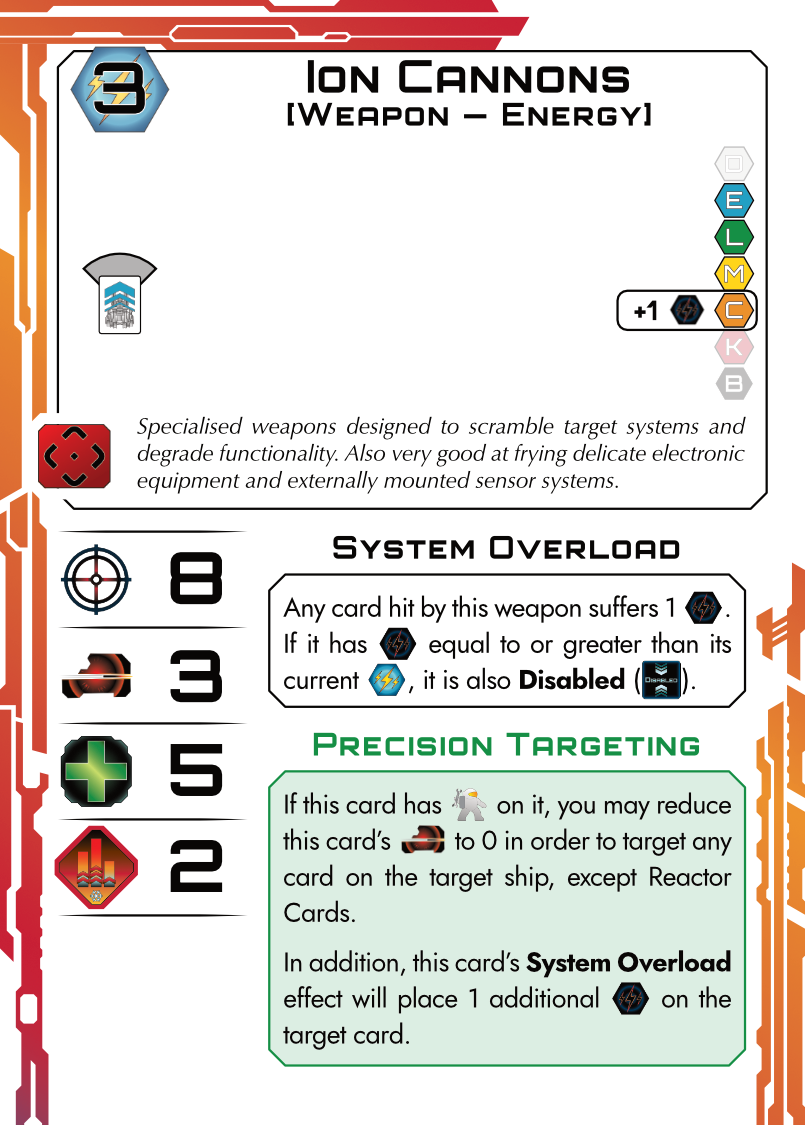 3
Ion Cannons
[Weapon – Energy]
D
E
L
M
+1 C
K
B
Specialised weapons designed to scramble target systems and
degrade functionality. Also very good at frying delicate electronic
equipment and externally mounted sensor systems.
8
3
5
2
System Overload
Any card hit by this weapon suffers 1 .
If it has equal to or greater than its
current , it is also Disabled (Disabled).
Precision Targeting
If this card has on it, you may reduce
this card's to 0 in order to target any
card on the target ship, except Reactor
Cards.
In addition, this card's System Overload
effect will place 1 additional on the
target card.